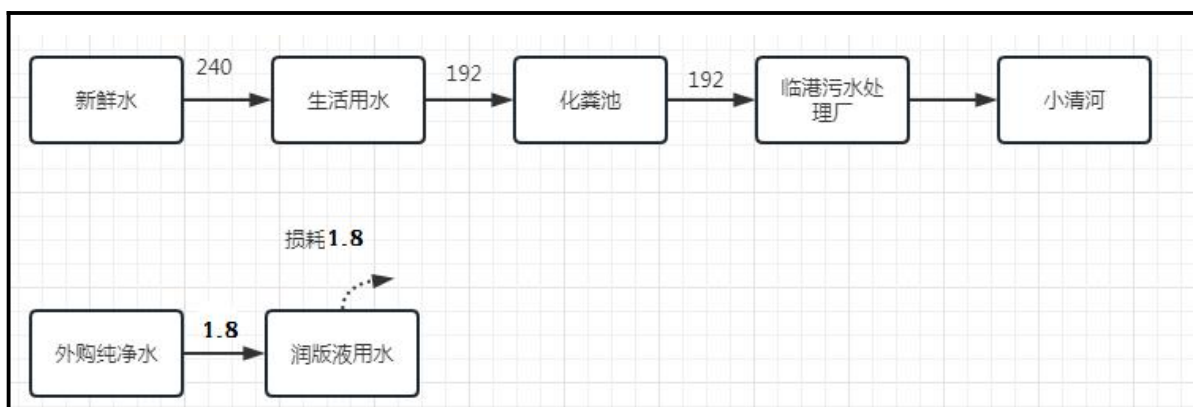 240
192
192
新鲜水
生活用水
化粪池
临港污水处
理厂
小清河
损耗1.8
1.8
外购纯净水
润版液用水